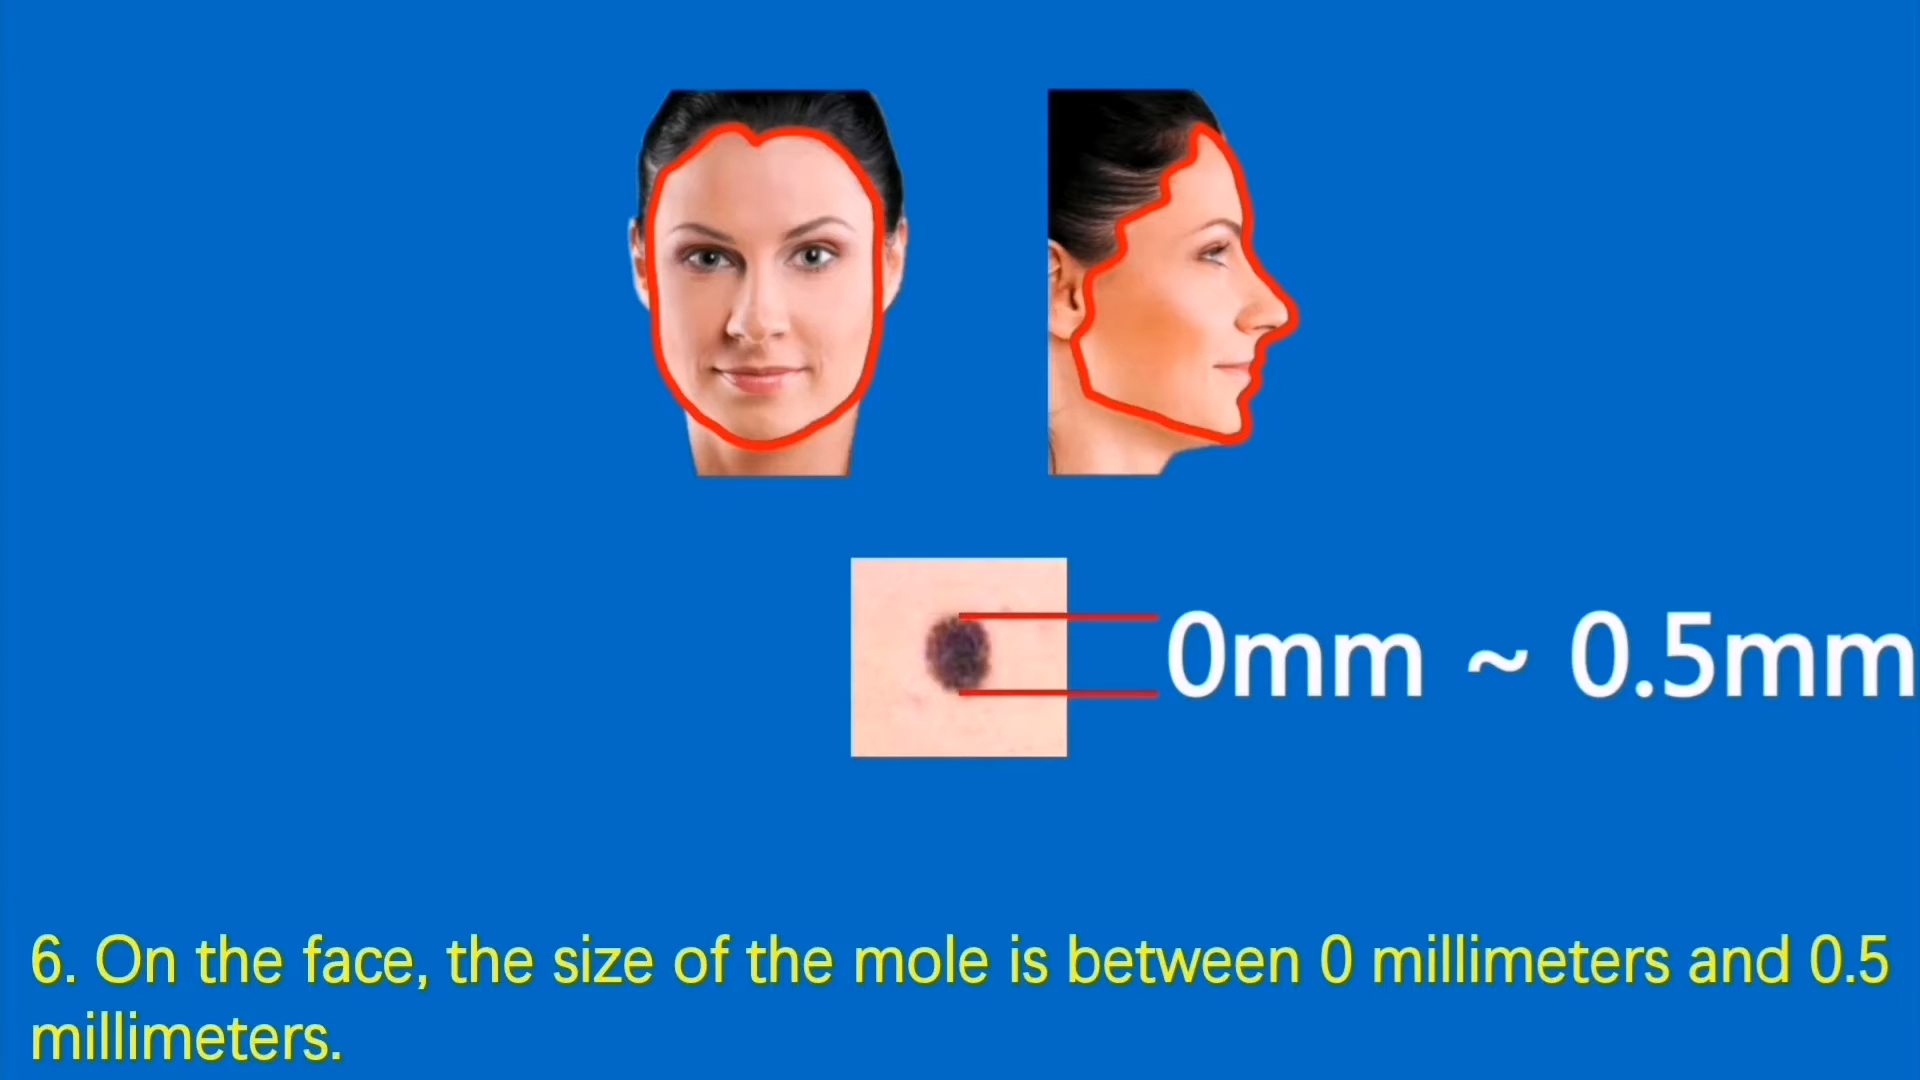 0mm ~ 0.5mm
6. On the face, the size of the mole is between 0 millimeters and 0.5
millimeters.